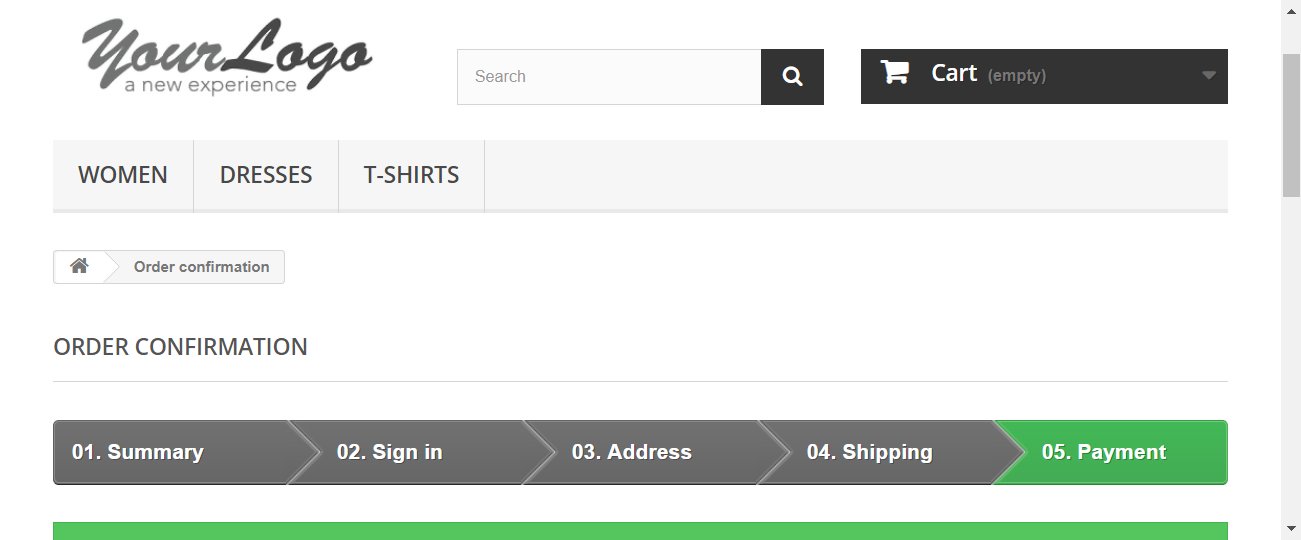 YourLogo
a new experience
Search
Cart (empty)
WOMEN
DRESSES
T-SHIRTS
Order confirmation
ORDER CONFIRMATION
01. Summary
02. Sign in
03. Address
04. Shipping
05. Payment